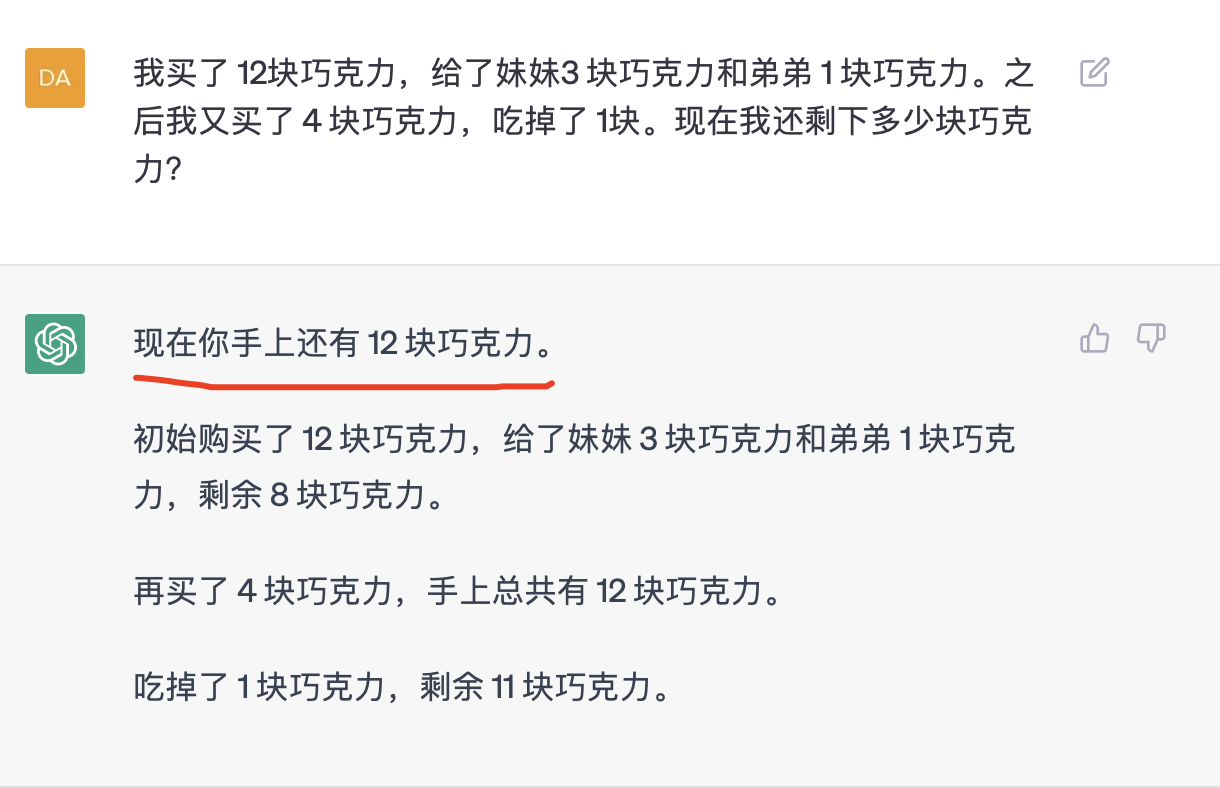 DA
我买了 12块巧克力，给了妹妹3 块巧克力和弟弟 1 块巧克力。之
后我又买了 4 块巧克力，吃掉了 1块。现在我还剩下多少块巧克
力?
现在你手上还有 12 块巧克力。
初始购买了 12 块巧克力，给了妹妹 3 块巧克力和弟弟 1 块巧克
力，剩余 8 块巧克力。
再买了 4 块巧克力，手上总共有 12 块巧克力。
吃掉了 1 块巧克力，剩余 11 块巧克力。